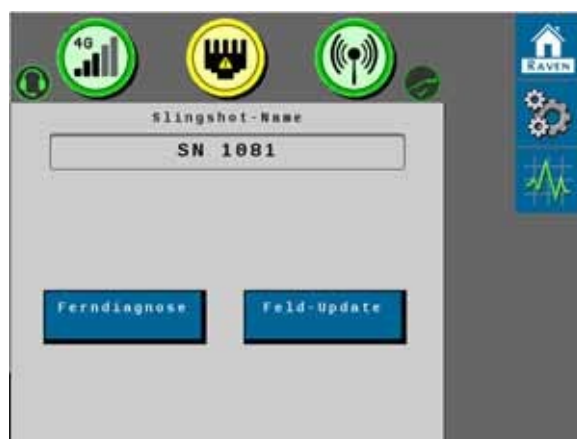 4G
RAVEN
Slingshot-Name
SN 1081
Ferndiagnose
Feld-Update